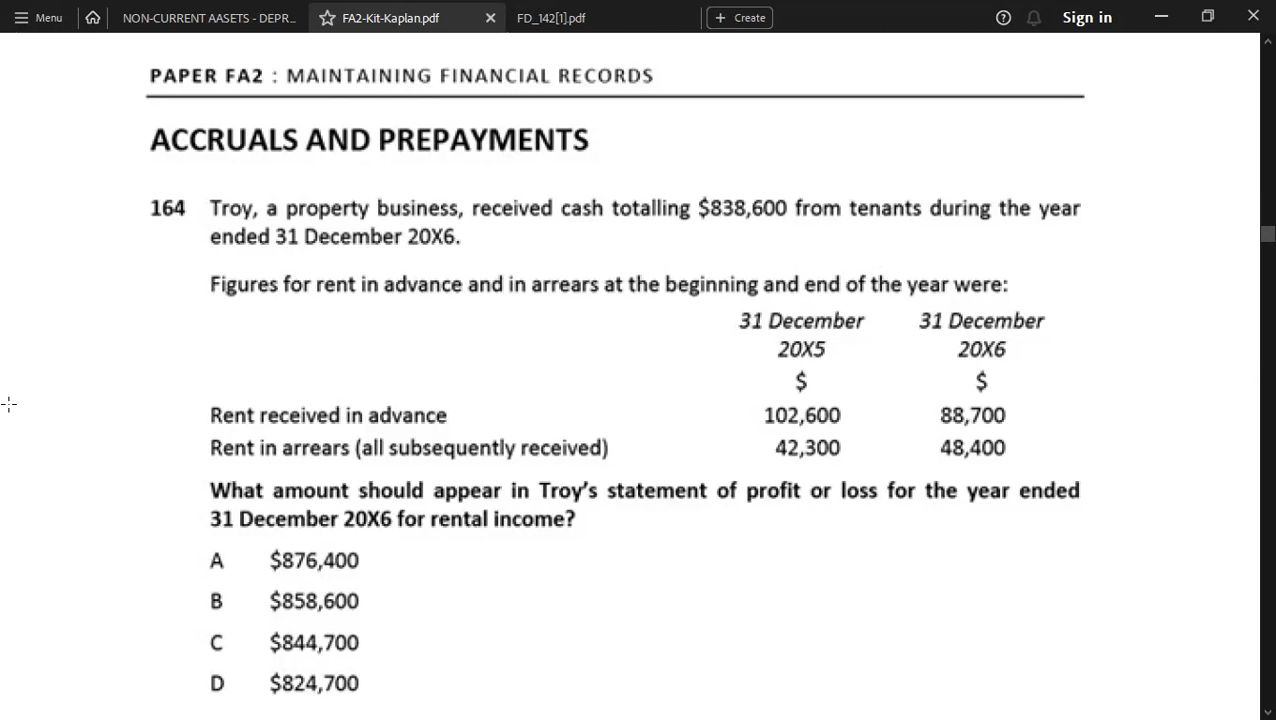 Menu
NON-CURRENT AASETS - DEPR...
FA2-Kit-Kaplan.pdf
FD_142[1].pdf
Create
Sign in
PAPER FA2 : MAINTAINING FINANCIAL RECORDS
ACCRUALS AND PREPAYMENTS
164 Troy, a property business, received cash totalling $838,600 from tenants during the year
ended 31 December 20X6.
Figures for rent in advance and in arrears at the beginning and end of the year were:
31 December 31 December
20X5 20X6
$ $
Rent received in advance 102,600 88,700
Rent in arrears (all subsequently received) 42,300 48,400
What amount should appear in Troy's statement of profit or loss for the year ended
31 December 20X6 for rental income?
A $876,400
B $858,600
C $844,700
D $824,700